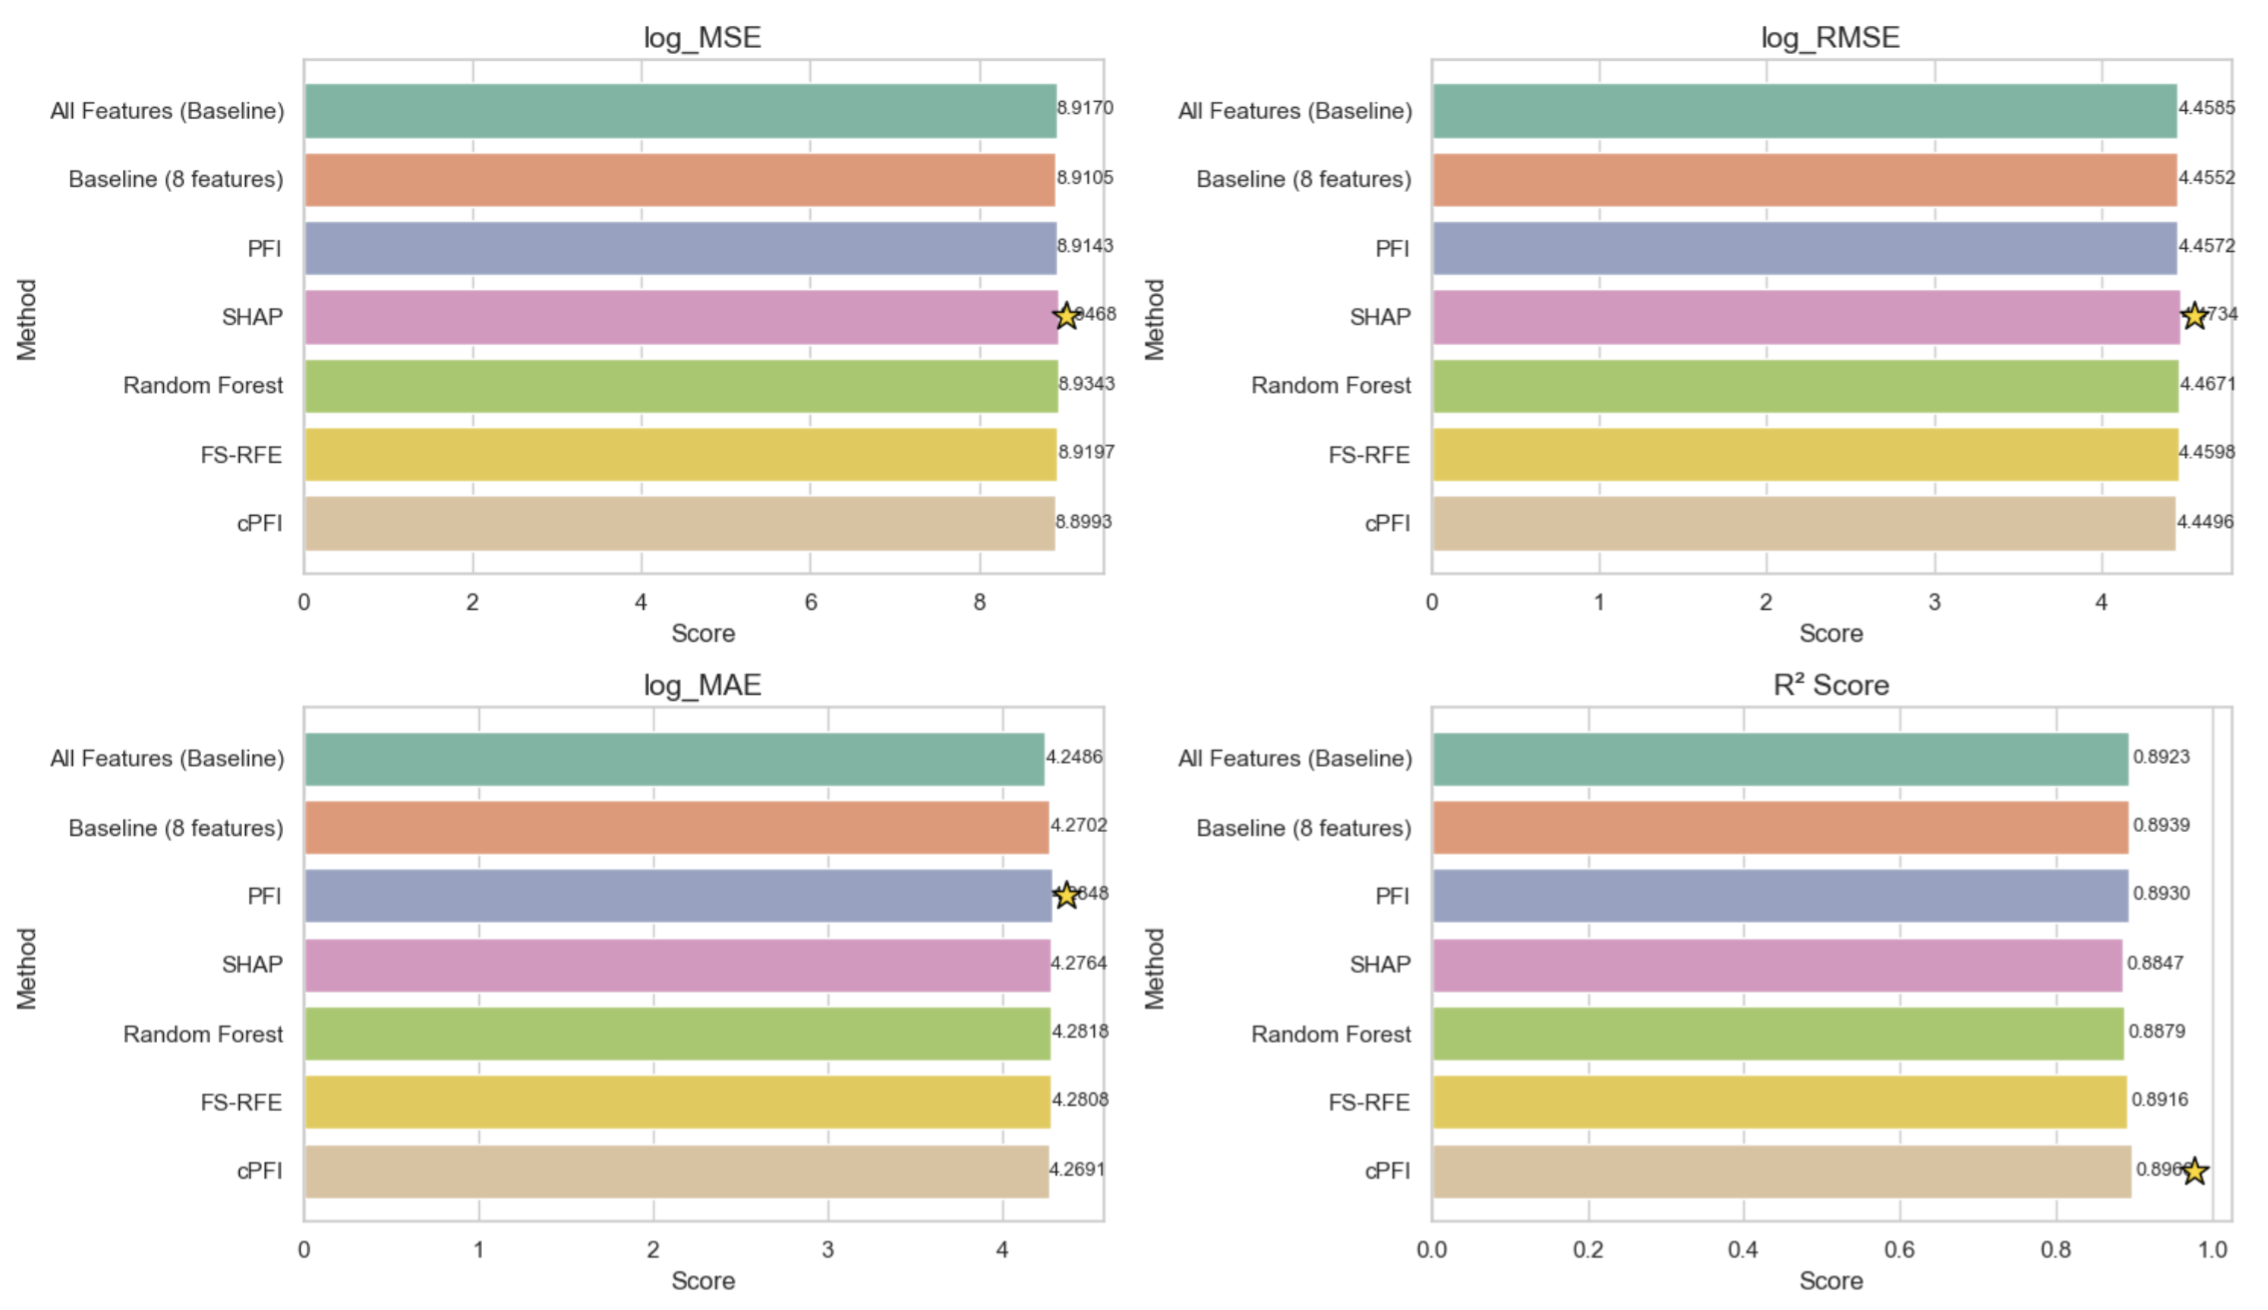 log_MSE
Method
All Features (Baseline) 8.9170
Baseline (8 features) 8.9105
PFI 8.9143
SHAP 9468
Random Forest 8.9343
FS-RFE 8.9197
cPFI 8.8993
0 2 4 6 8
Score
log_RMSE
Method
All Features (Baseline) 4.4585
Baseline (8 features) 4.4552
PFI 4.4572
SHAP 734
Random Forest 4.4671
FS-RFE 4.4598
cPFI 4.4496
0 1 2 3 4
Score
log_MAE
Method
All Features (Baseline) 4.2486
Baseline (8 features) 4.2702
PFI 848
SHAP 4.2764
Random Forest 4.2818
FS-RFE 4.2808
cPFI 4.2691
0 1 2 3 4
Score
R² Score
Method
All Features (Baseline) 0.8923
Baseline (8 features) 0.8939
PFI 0.8930
SHAP 0.8847
Random Forest 0.8879
FS-RFE 0.8916
cPFI 0.896
0.0 0.2 0.4 0.6 0.8 1.0
Score